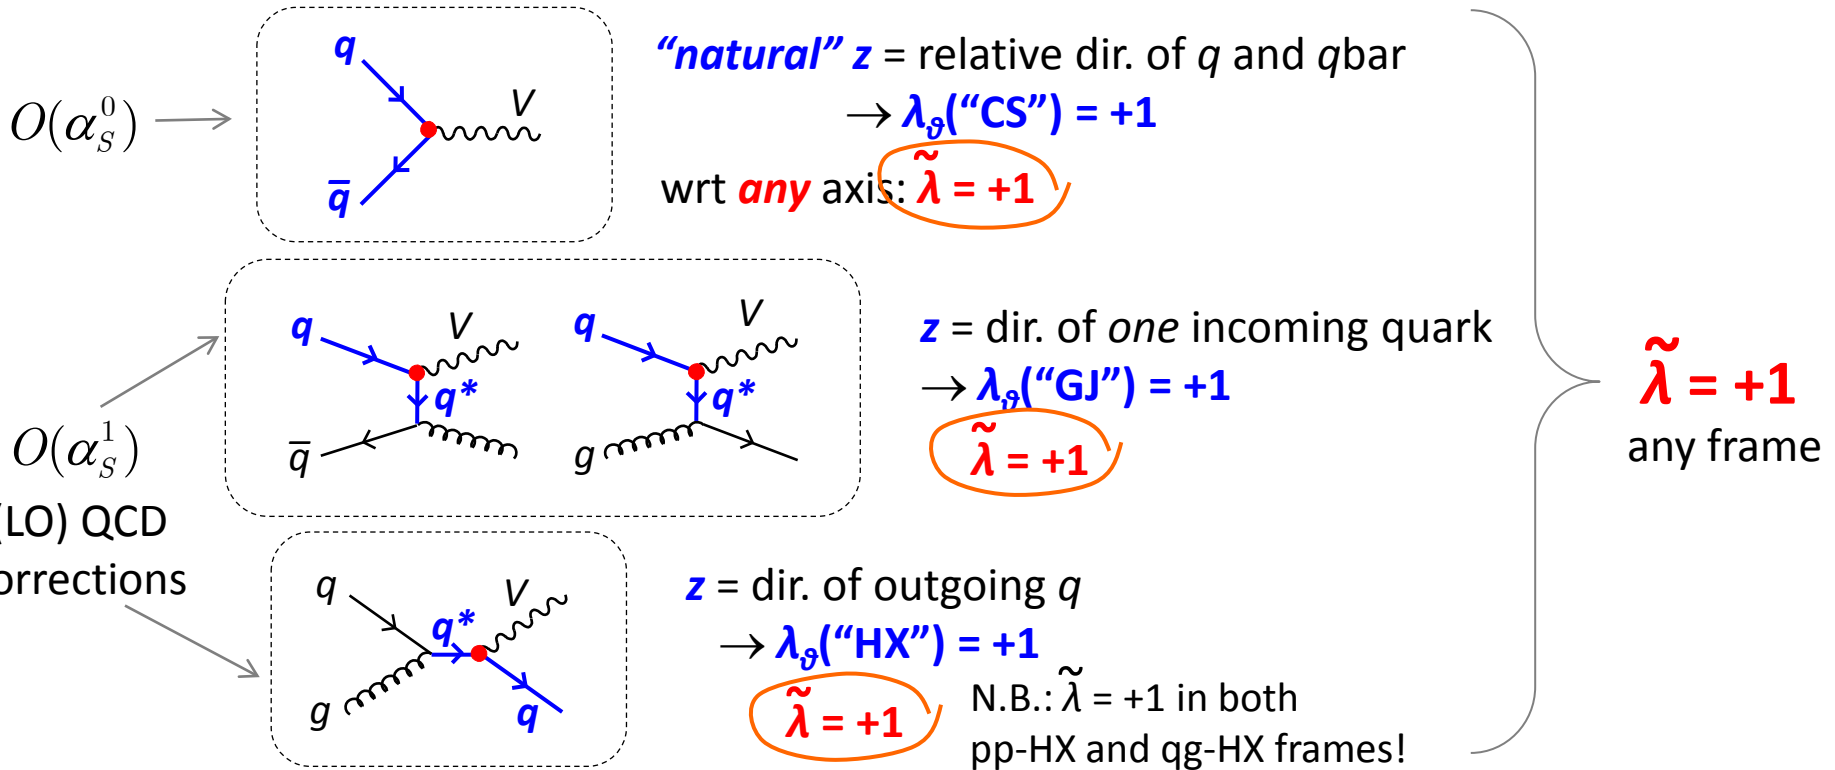 q
V
q̅
O(α_S^0)
“natural” z = relative dir. of q and qbar
→ λ_ϑ(“CS”) = +1
wrt any axis: λ̃ = +1
q
V
q*
q̅
q
V
q*
g
O(α_S^1)
(LO) QCD
orrections
z = dir. of one incoming quark
→ λ_ϑ(“GJ”) = +1
λ̃ = +1
q
V
q*
g
q
z = dir. of outgoing q
→ λ_ϑ(“HX”) = +1
λ̃ = +1
N.B.: λ̃ = +1 in both
pp-HX and qg-HX frames!
λ̃ = +1
any frame